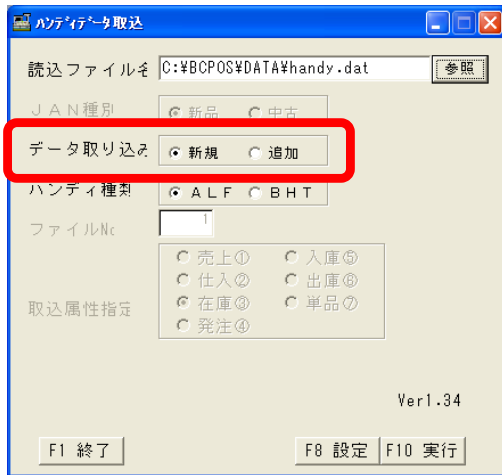 ﾊﾝﾃﾞｨﾃﾞｰﾀ取込
読込ファイル名 C:¥BCPOS¥DATA¥handy.dat 参照
JAN種別 新品 中古
データ取り込み 新規 追加
ハンディ種類 ALF BHT
ファイルNo 1
売上① 入庫⑤
仕入② 出庫⑥
取込属性指定 在庫③ 単品⑦
発注④
Ver1.34
F1 終了 F8 設定 F10 実行